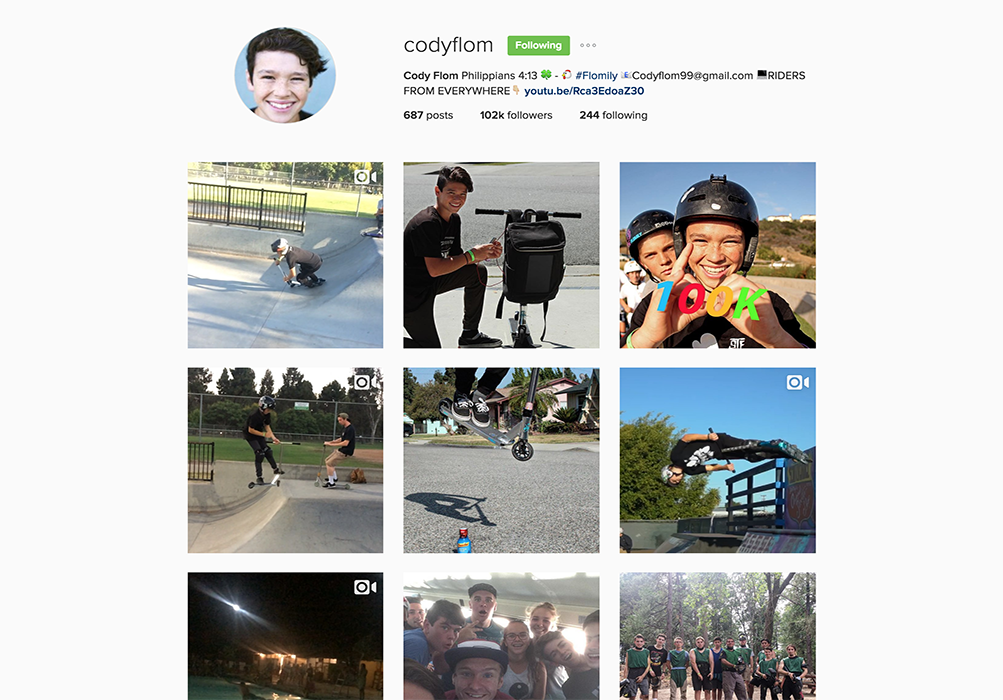 codyflom Following
Cody Flom Philippians 4:13 🍀 - 🐔 #Flomily 📧Codyflom99@gmail.com 💻RIDERS
FROM EVERYWHERE👇🏼 youtu.be/Rca3EdoaZ30
687 posts 102k followers 244 following
100K